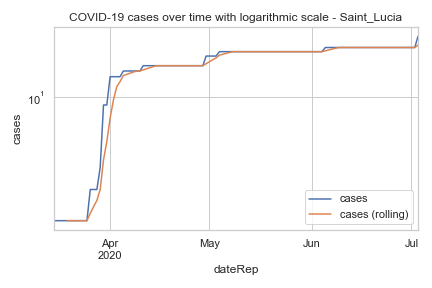 COVID-19 cases over time with logarithmic scale - Saint_Lucia
cases
10¹
cases
cases (rolling)
Apr
2020
May
Jun
Jul
dateRep